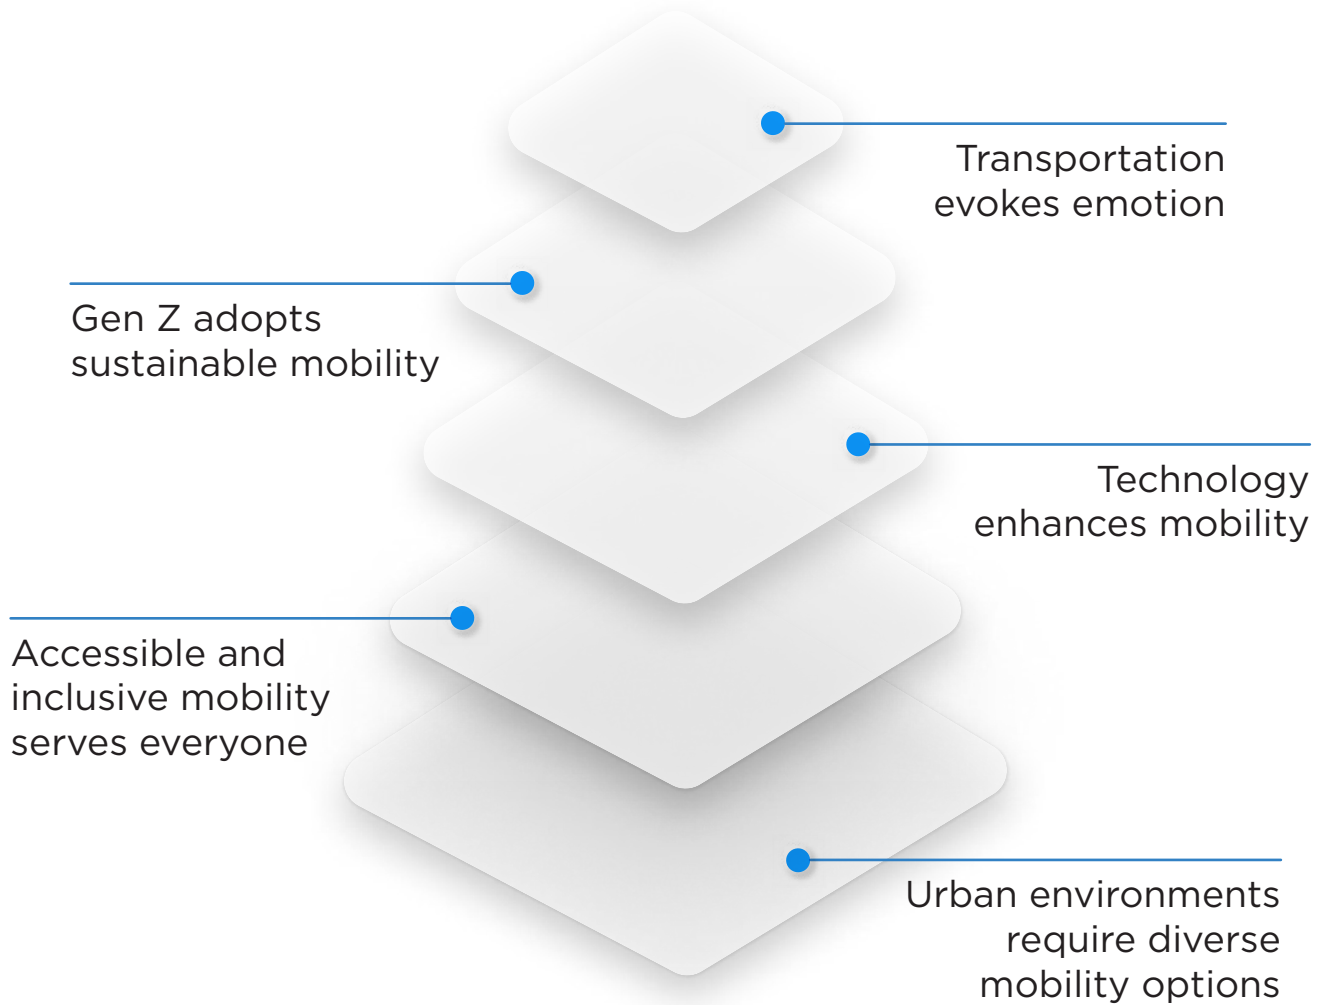 Transportation
evokes emotion
Gen Z adopts
sustainable mobility
Technology
enhances mobility
Accessible and
inclusive mobility
serves everyone
Urban environments
require diverse
mobility options